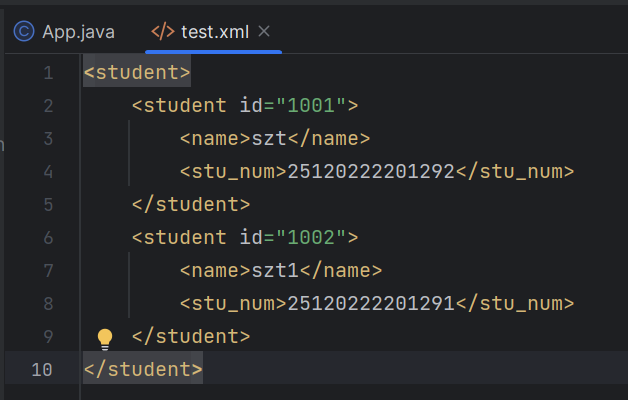 App.java test.xml
1 <student>
2 <student id="1001">
3 <name>szt</name>
4 <stu_num>25120222201292</stu_num>
5 </student>
6 <student id="1002">
7 <name>szt1</name>
8 <stu_num>25120222201291</stu_num>
9 </student>
10 </student>